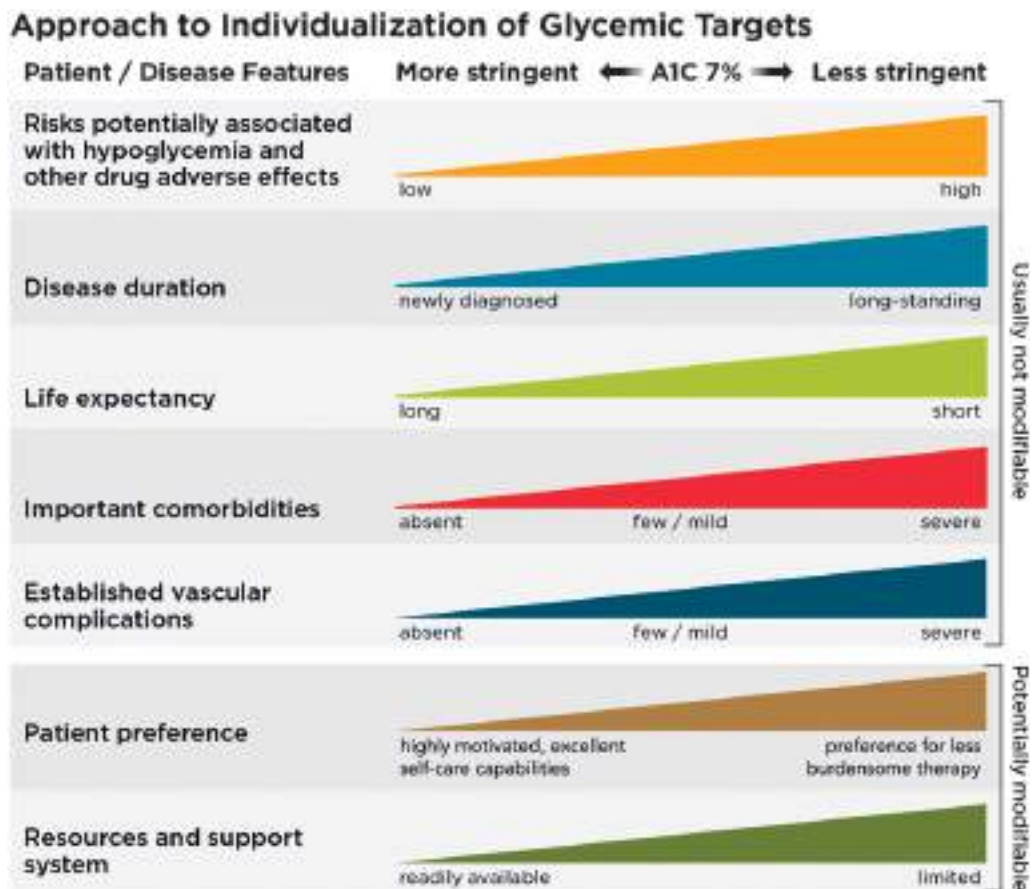 Approach to Individualization of Glycemic Targets
Patient / Disease Features More stringent ← A1C 7% → Less stringent
Risks potentially associated
with hypoglycemia and
other drug adverse effects
low high
Disease duration
newly diagnosed long-standing
Life expectancy
long short
Important comorbidities
absent few / mild severe
Established vascular
complications
absent few / mild severe
Usually not modifiable
Patient preference
highly motivated, excellent
self-care capabilities
preference for less
burdensome therapy
Resources and support
system
readily available limited
Potentially modifiable